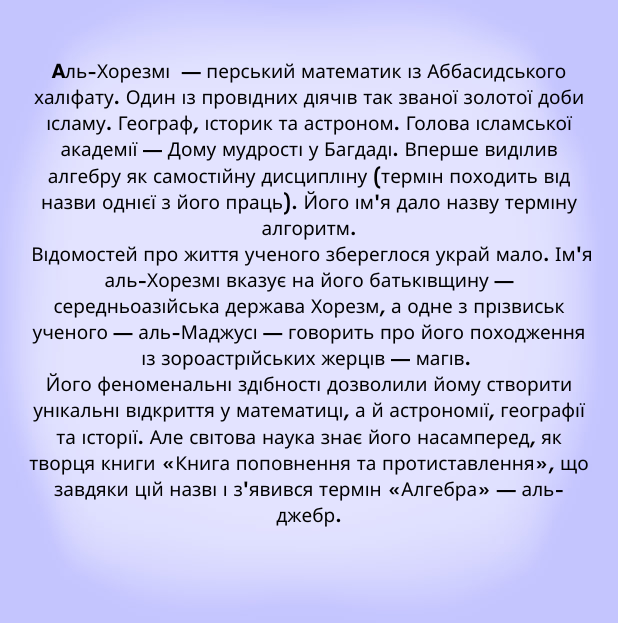 Аль-Хорезмі — перський математик із Аббасидського
халіфату. Один із провідних діячів так званої золотої доби
ісламу. Географ, історик та астроном. Голова ісламської
академії — Дому мудрості у Багдаді. Вперше виділив
алгебру як самостійну дисципліну (термін походить від
назви однієї з його праць). Його ім'я дало назву терміну
алгоритм.
Відомостей про життя ученого збереглося украй мало. Ім'я
аль-Хорезмі вказує на його батьківщину —
середньоазійська держава Хорезм, а одне з прізвиськ
ученого — аль-Маджусі — говорить про його походження
із зороастрійських жерців — магів.
Його феноменальні здібності дозволили йому створити
унікальні відкриття у математиці, а й астрономії, географії
та історії. Але світова наука знає його насамперед, як
творця книги «Книга поповнення та протиставлення», що
завдяки цій назві і з'явився термін «Алгебра» — аль-
джебр.